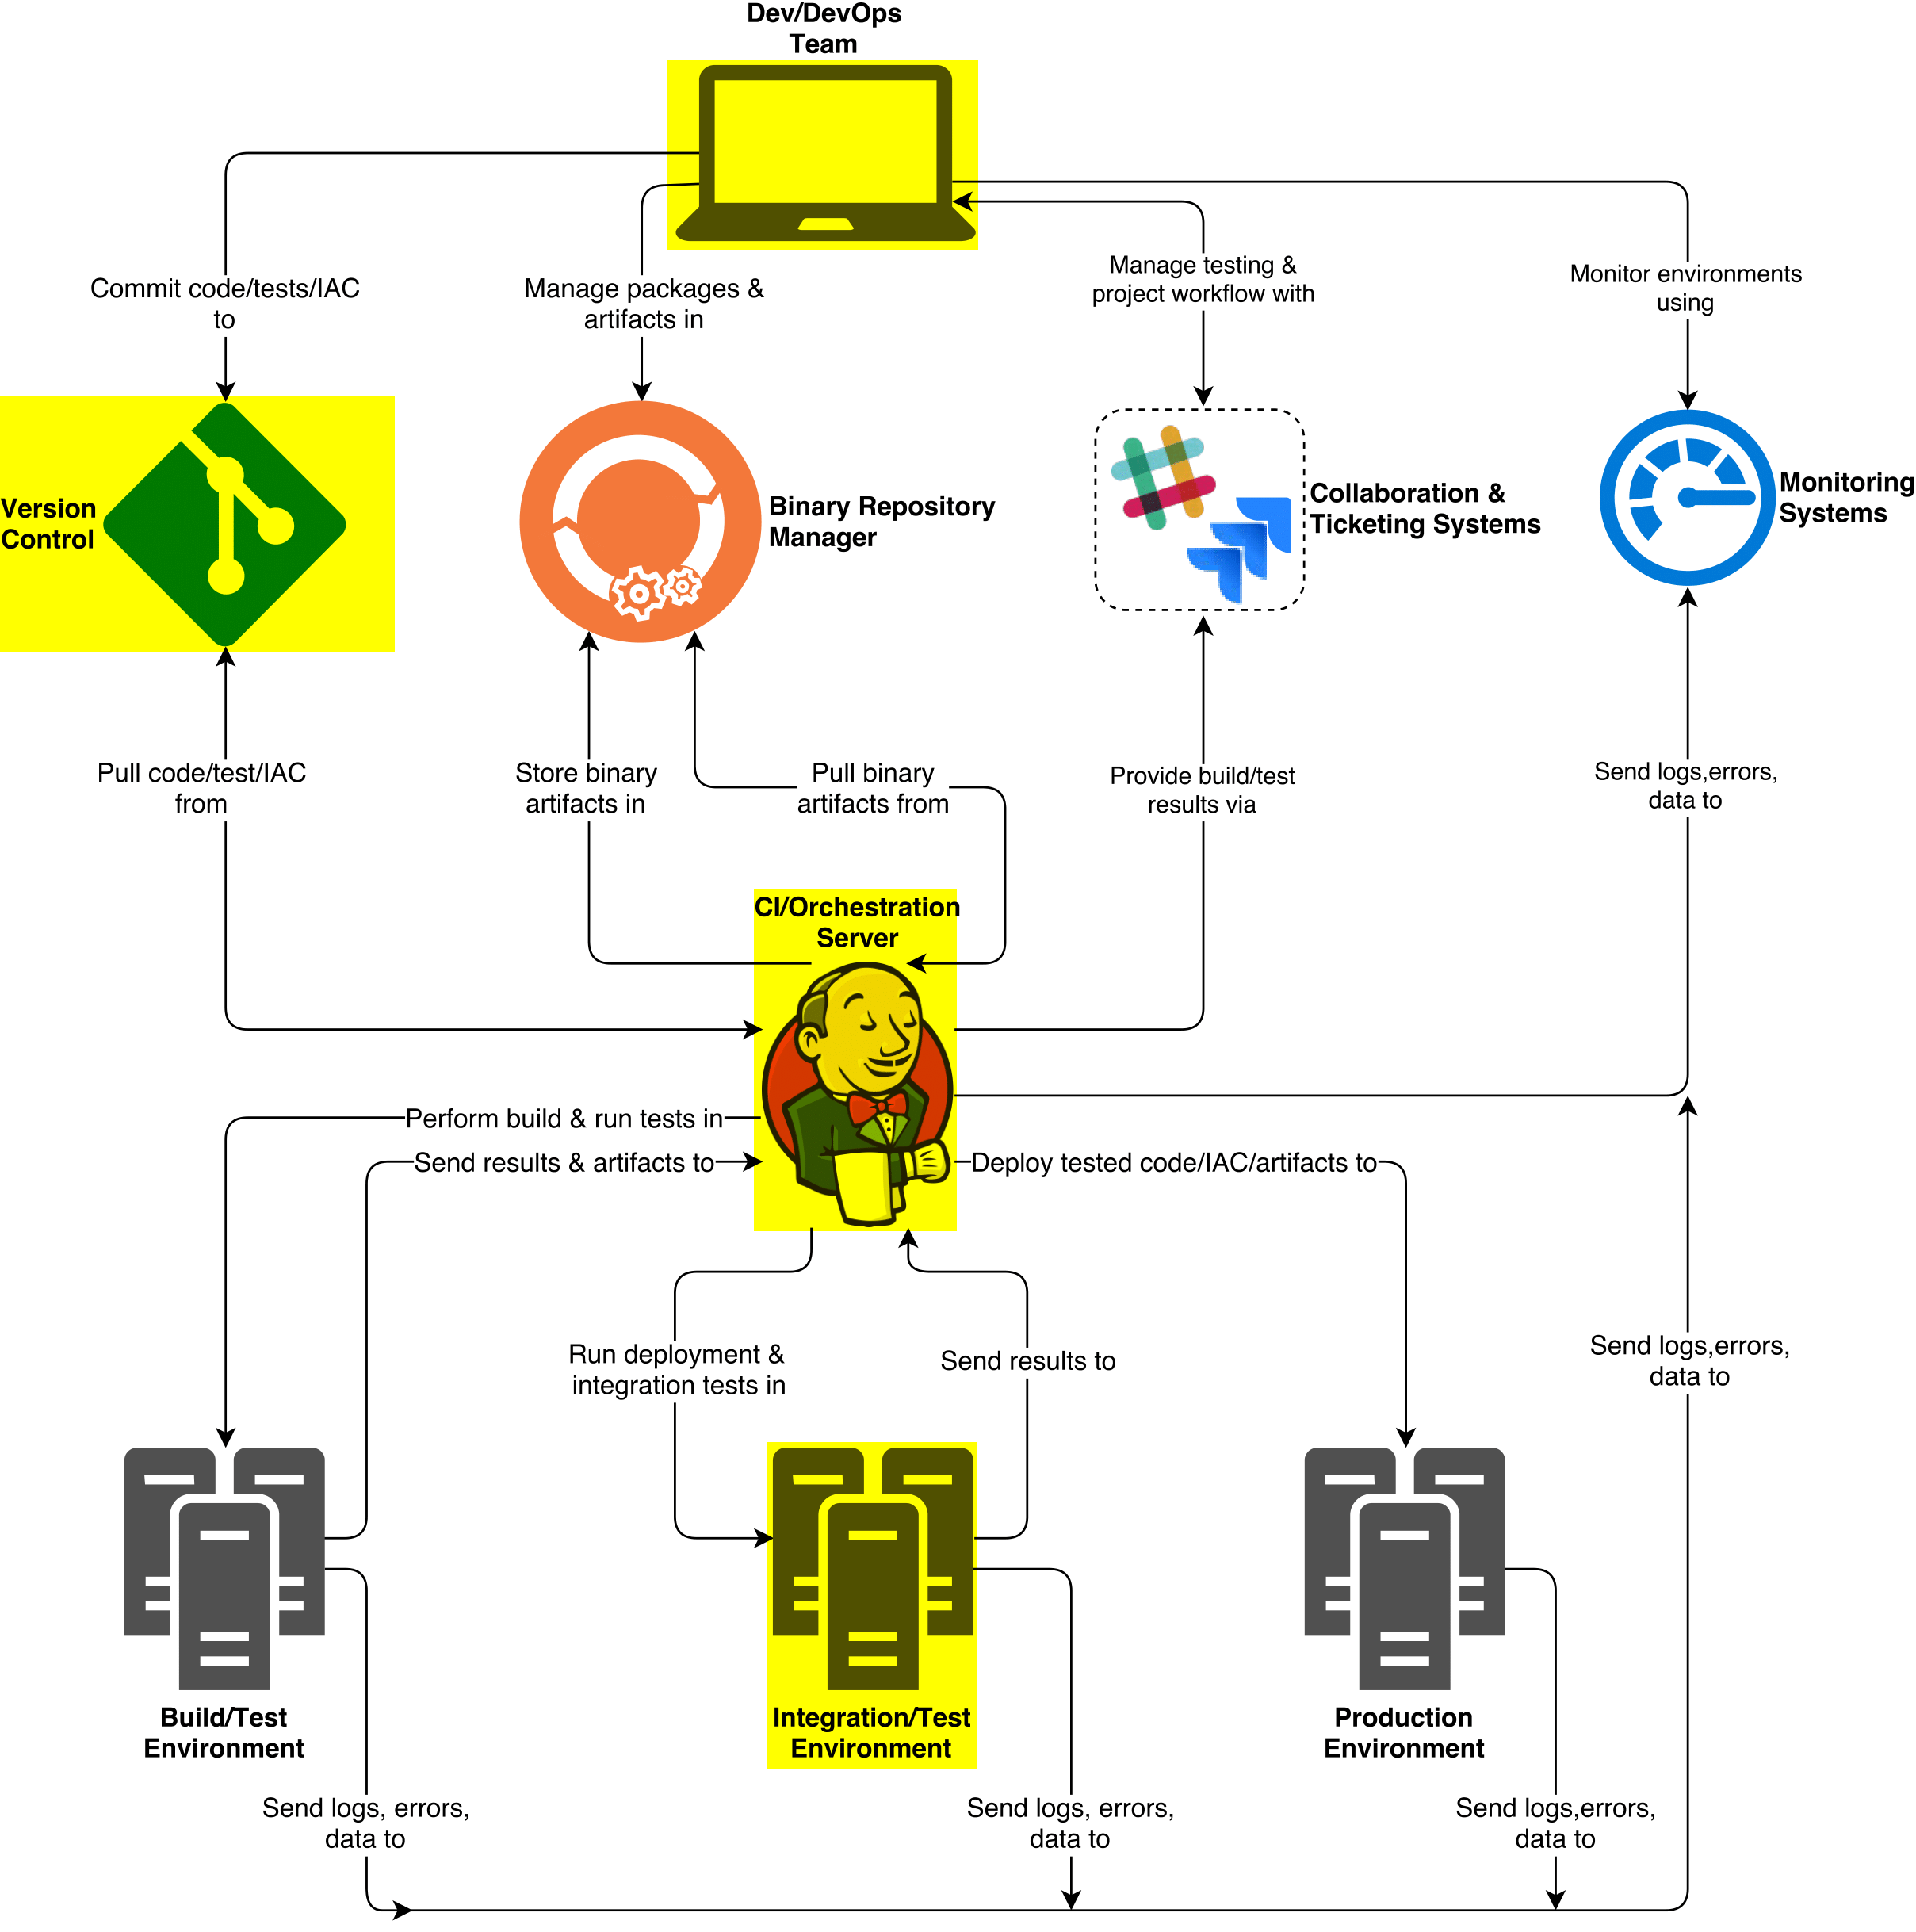 Dev/DevOps
Team
Commit code/tests/IAC
to
Manage packages &
artifacts in
Manage testing &
project workflow with
Monitor environments
using
Version
Control
Binary Repository
Manager
Collaboration &
Ticketing Systems
Monitoring
Systems
Pull code/test/IAC
from
Store binary
artifacts in
Pull binary
artifacts from
Provide build/test
results via
Send logs,errors,
data to
CI/Orchestration
Server
Perform build & run tests in
Send results & artifacts to
Deploy tested code/IAC/artifacts to
Run deployment &
integration tests in
Send results to
Send logs,errors,
data to
Build/Test
Environment
Integration/Test
Environment
Production
Environment
Send logs, errors,
data to
Send logs, errors,
data to
Send logs,errors,
data to